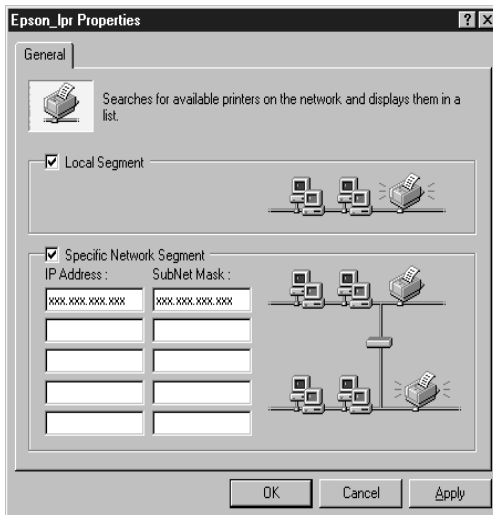 Epson_lpr Properties
General
Searches for available printers on the network and displays them in a
list.
Local Segment
Specific Network Segment
IP Address : SubNet Mask :
xxx.xxx.xxx.xxx xxx.xxx.xxx.xxx
OK Cancel Apply